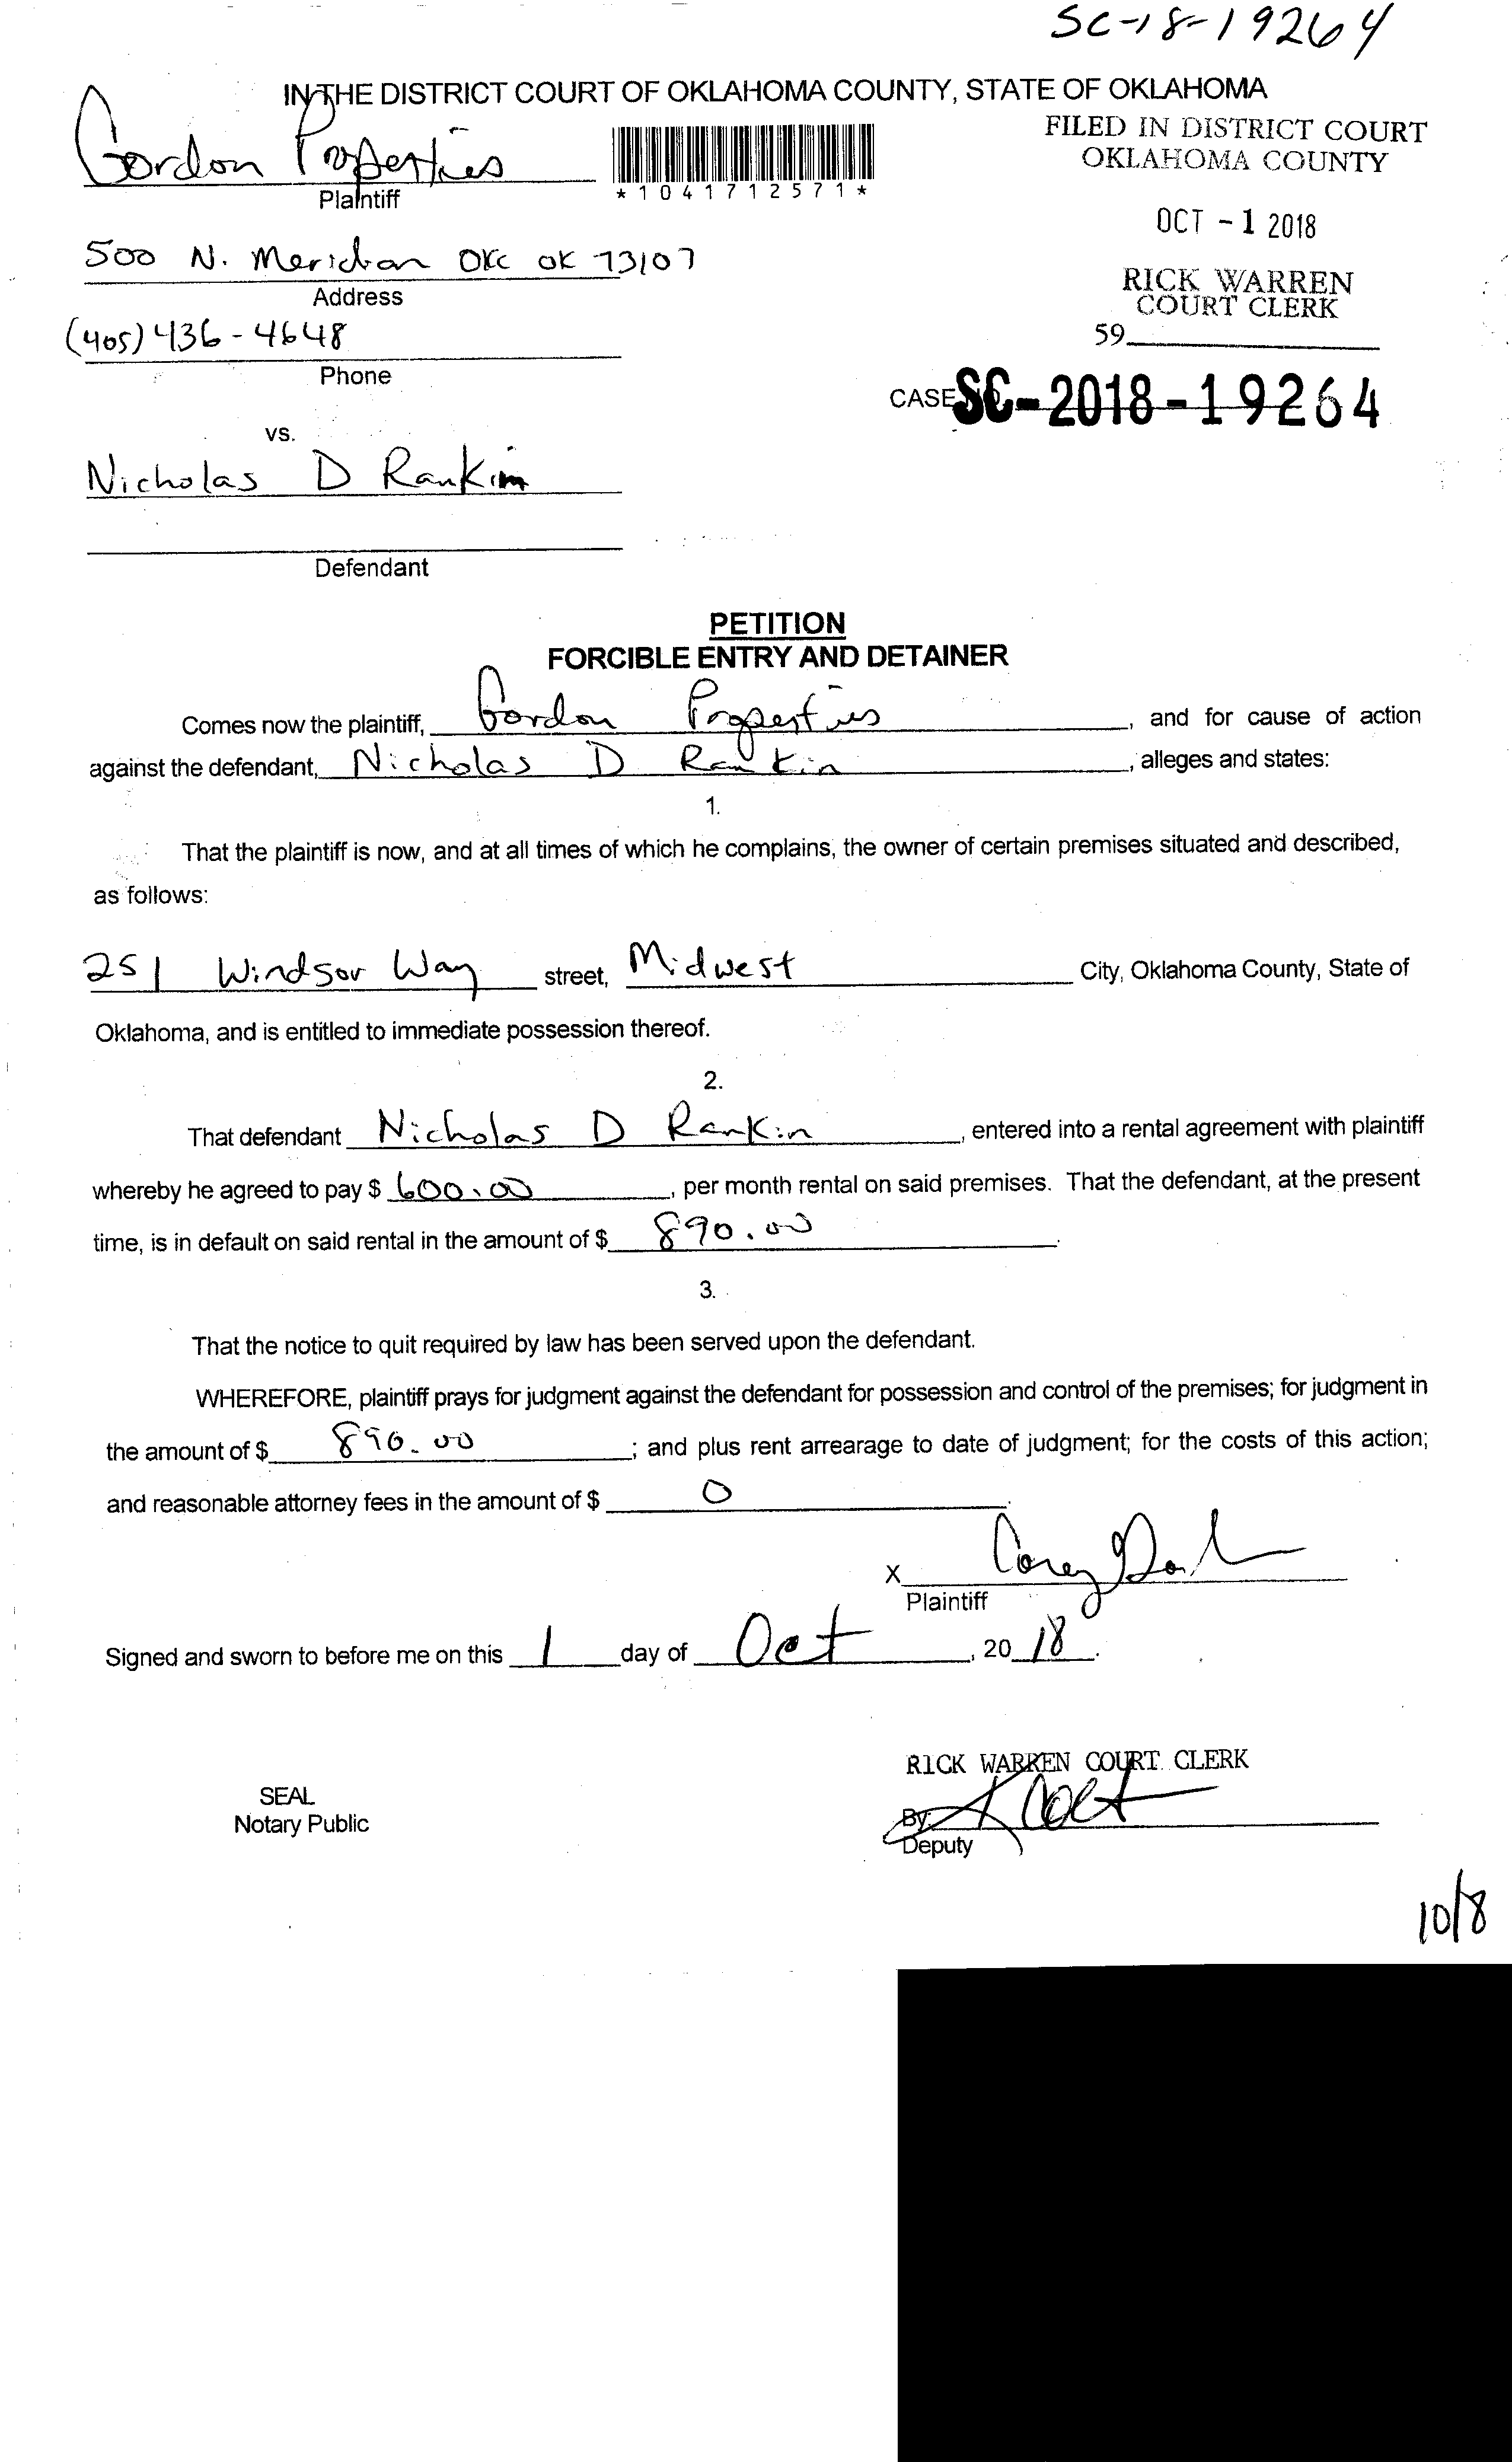 SC-18-19264
IN THE DISTRICT COURT OF OKLAHOMA COUNTY, STATE OF OKLAHOMA
FILED IN DISTRICT COURT
OKLAHOMA COUNTY
Gordon Properties
Plaintiff
*1041712571*
OCT - 1 2018
500 N. Meridian OKC OK 73107
Address
RICK WARREN
COURT CLERK
(405) 436-4648
59
Phone
CASE NO. SC-2018-19264
vs.
Nicholas D Rankin
Defendant
PETITION
FORCIBLE ENTRY AND DETAINER
Comes now the plaintiff, Gordon Properties, and for cause of action
against the defendant, Nicholas D Rankin, alleges and states:
1.
That the plaintiff is now, and at all times of which he complains, the owner of certain premises situated and described,
as follows:
251 Windsor Way street, Midwest City, Oklahoma County, State of
Oklahoma, and is entitled to immediate possession thereof.
2.
That defendant Nicholas D Rankin, entered into a rental agreement with plaintiff
whereby he agreed to pay $ 600.00, per month rental on said premises. That the defendant, at the present
time, is in default on said rental in the amount of $ 890.00.
3.
That the notice to quit required by law has been served upon the defendant.
WHEREFORE, plaintiff prays for judgment against the defendant for possession and control of the premises; for judgment in
the amount of $ 890.00; and plus rent arrearage to date of judgment; for the costs of this action;
and reasonable attorney fees in the amount of $ 0.
X Corey
Plaintiff
Signed and sworn to before me on this 1 day of Oct, 20 18.
RICK WARREN COURT CLERK
SEAL
Notary Public
By:
Deputy
10/8